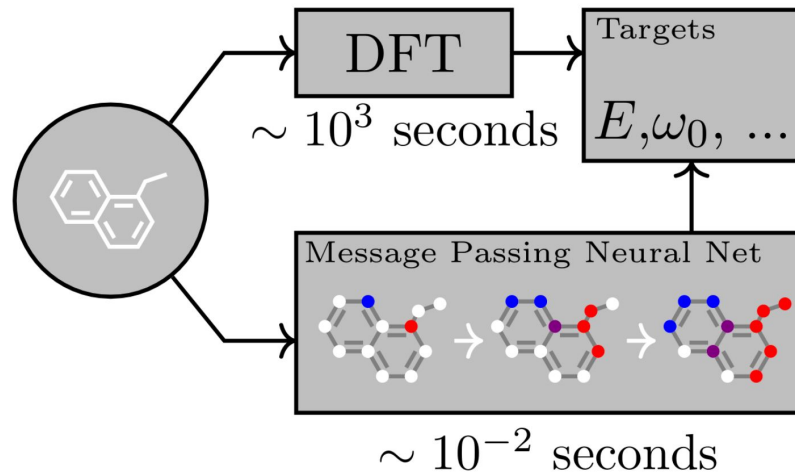 DFT
Targets
∼ 10³ seconds
E,ω₀, ...
Message Passing Neural Net
∼ 10⁻² seconds